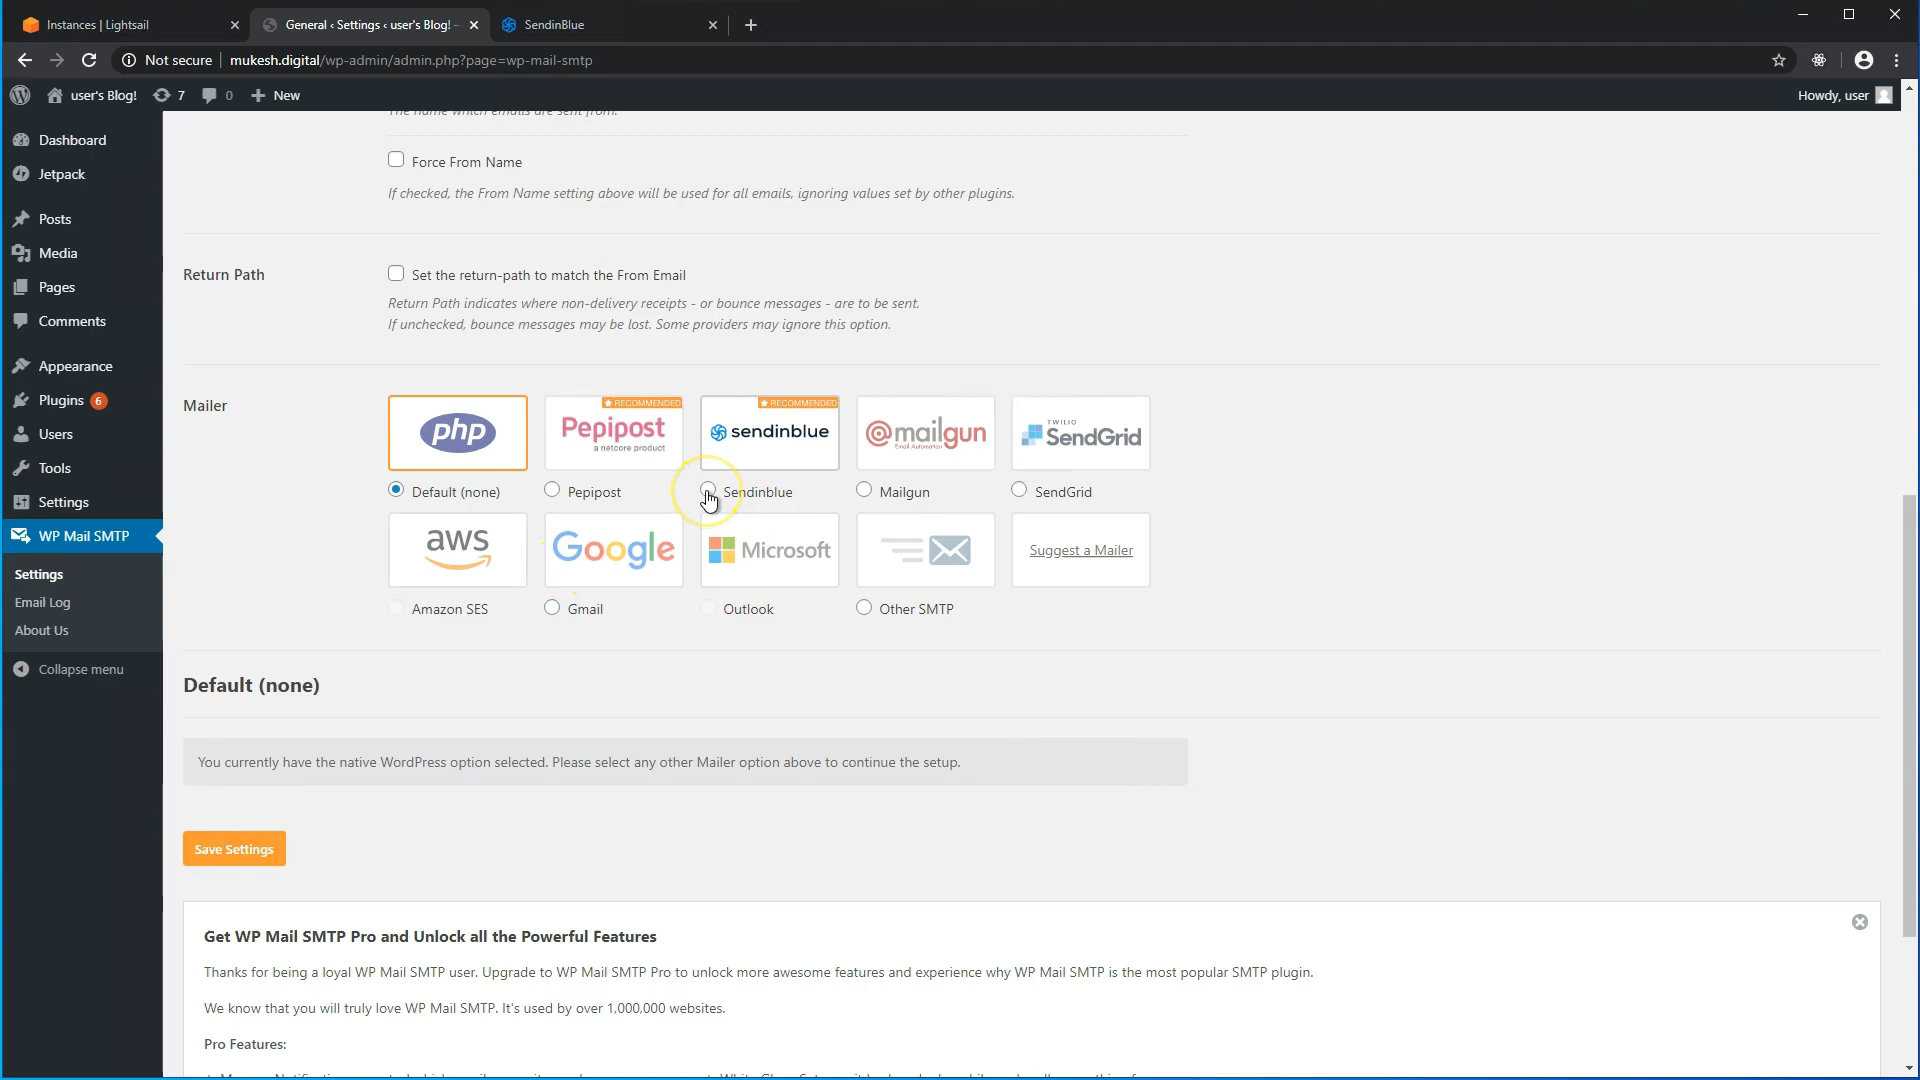 Instances | Lightsail
General ‹ Settings ‹ user's Blog! –
SendinBlue
Not secure
mukesh.digital/wp-admin/admin.php?page=wp-mail-smtp
user's Blog!
7
0
New
Howdy, user
Dashboard
Jetpack
Posts
Media
Pages
Comments
Appearance
Plugins 6
Users
Tools
Settings
WP Mail SMTP
Settings
Email Log
About Us
Collapse menu
The name which emails are sent from.
Force From Name
If checked, the From Name setting above will be used for all emails, ignoring values set by other plugins.
Return Path
Set the return-path to match the From Email
Return Path indicates where non-delivery receipts - or bounce messages - are to be sent.
If unchecked, bounce messages may be lost. Some providers may ignore this option.
Mailer
php
RECOMMENDED
Pepipost
a netcore product
RECOMMENDED
sendinblue
mailgun
Email Automation
TWILIO
SendGrid
Default (none)
Pepipost
Sendinblue
Mailgun
SendGrid
aws
Google
Microsoft
Suggest a Mailer
Amazon SES
Gmail
Outlook
Other SMTP
Default (none)
You currently have the native WordPress option selected. Please select any other Mailer option above to continue the setup.
Save Settings
Get WP Mail SMTP Pro and Unlock all the Powerful Features
Thanks for being a loyal WP Mail SMTP user. Upgrade to WP Mail SMTP Pro to unlock more awesome features and experience why WP Mail SMTP is the most popular SMTP plugin.
We know that you will truly love WP Mail SMTP. It's used by over 1,000,000 websites.
Pro Features: